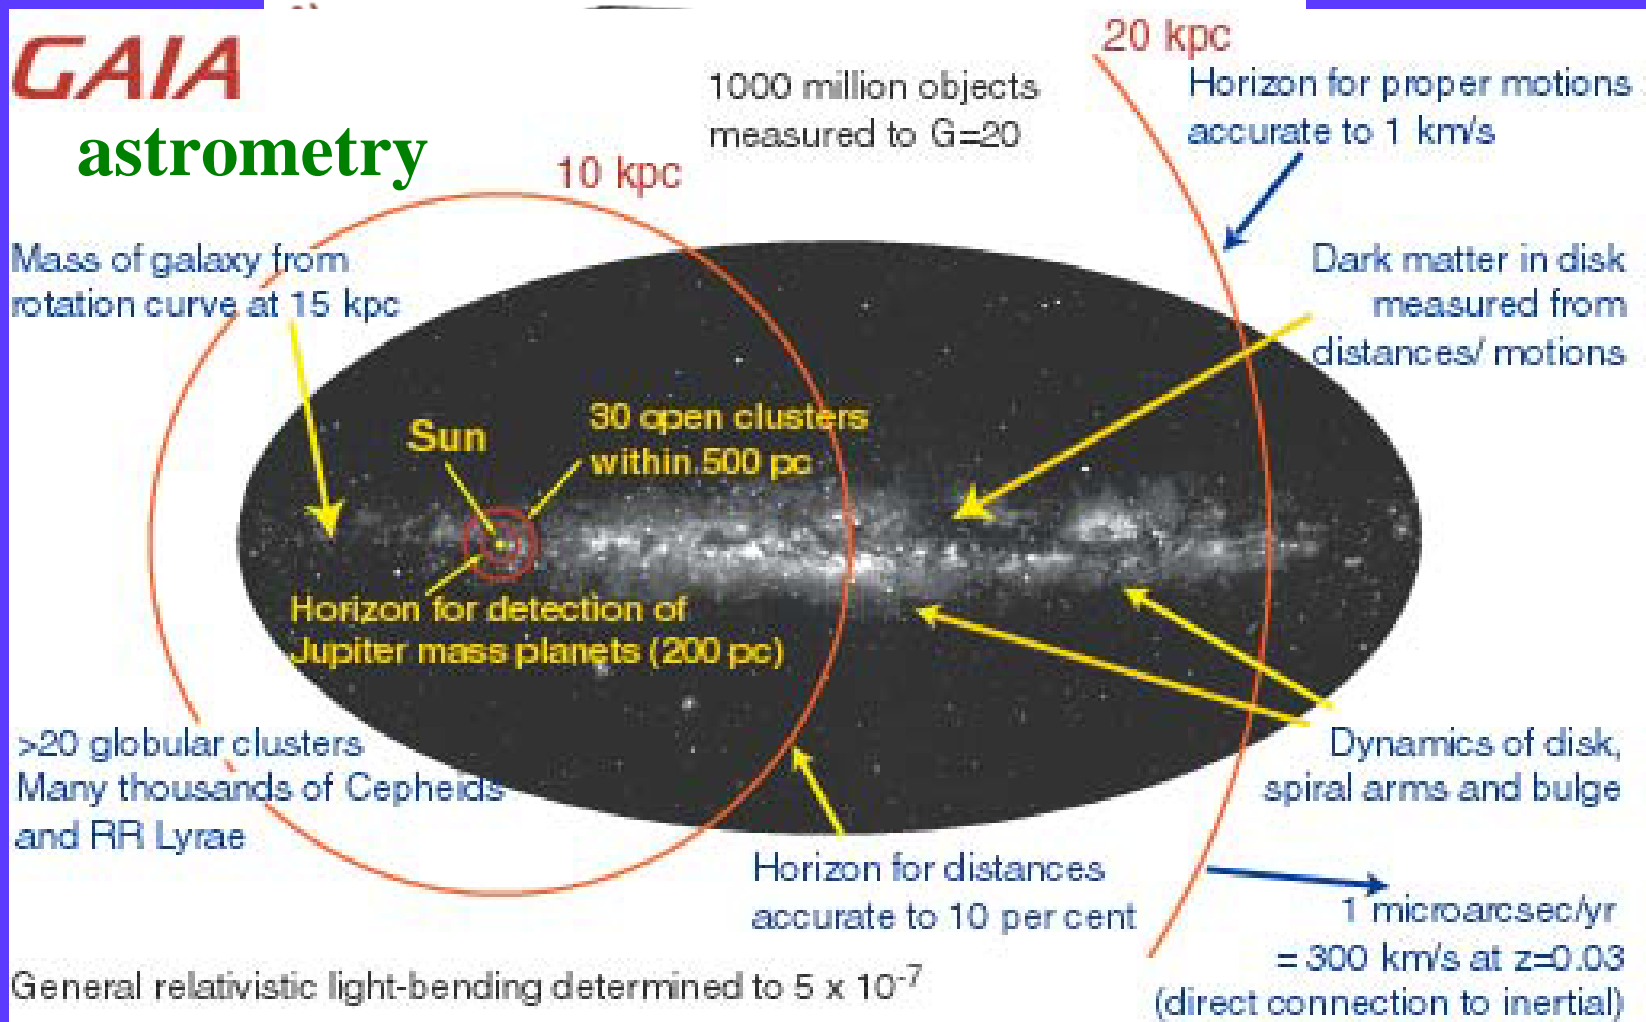 GAIA
astrometry
1000 million objects
measured to G=20
20 kpc
Horizon for proper motions
accurate to 1 km/s
10 kpc
Mass of galaxy from
rotation curve at 15 kpc
Dark matter in disk
measured from
distances/ motions
Sun
30 open clusters
within 500 pc
Horizon for detection of
Jupiter mass planets (200 pc)
>20 globular clusters
Many thousands of Cepheids
and RR Lyrae
Dynamics of disk,
spiral arms and bulge
Horizon for distances
accurate to 10 per cent
1 microarcsec/yr
= 300 km/s at z=0.03
(direct connection to inertial)
General relativistic light-bending determined to 5 x 10⁻⁷